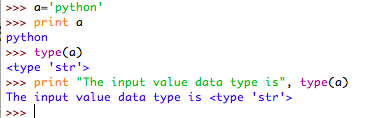 >>> a='python'
>>> print a
python
>>> type(a)
<type 'str'>
>>> print "The input value data type is", type(a)
The input value data type is <type 'str'>
>>>